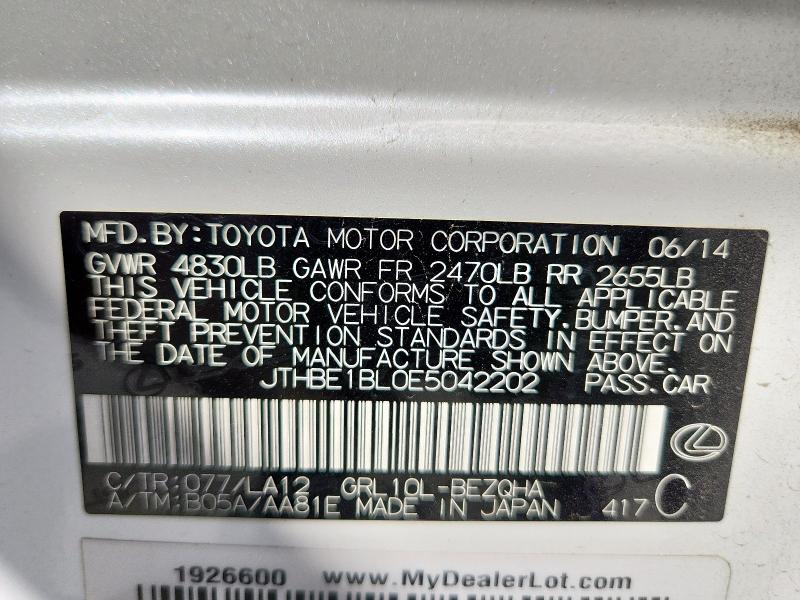 MFD.BY:TOYOTA MOTOR CORPORATION 06/14
GVWR 4830LB GAWR FR 2470LB RR 2655LB
THIS VEHICLE CONFORMS TO ALL APPLICABLE
FEDERAL MOTOR VEHICLE SAFETY.BUMPER.AND
THEFT PREVENTION STANDARDS IN EFFECT ON
THE DATE OF MANUFACTURE SHOWN ABOVE.
JTHBE1BL0E5042202 PASS.CAR
C/TR:077/LA12 GRL10L-BEZQHA
A/TM:B05A/AA81E MADE IN JAPAN 417 C
1926600 www.MyDealerLot.com